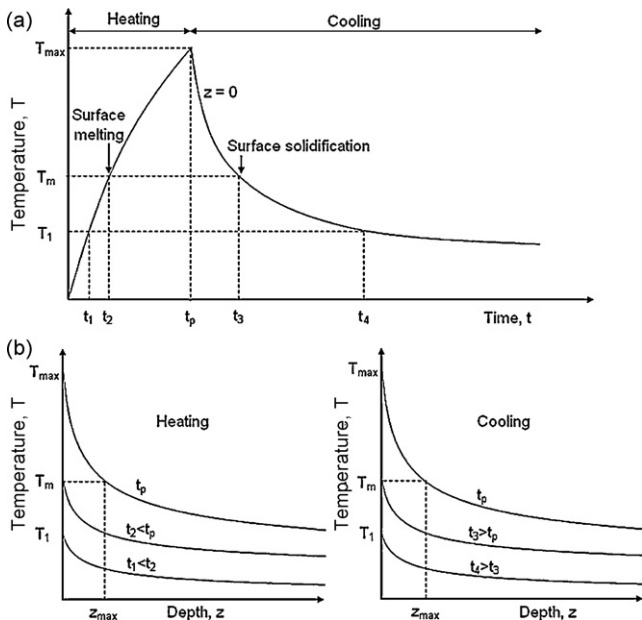 (a)
Heating
Cooling
Tmax
z = 0
Surface melting
Surface solidification
Tm
T1
Temperature, T
t1
t2
tp
t3
t4
Time, t
(b)
Tmax
Heating
Tm
tp
t2<tp
T1
t1<t2
Temperature, T
zmax
Depth, z
Tmax
Cooling
Tm
tp
t3>tp
T1
t4>t3
Temperature, T
zmax
Depth, z